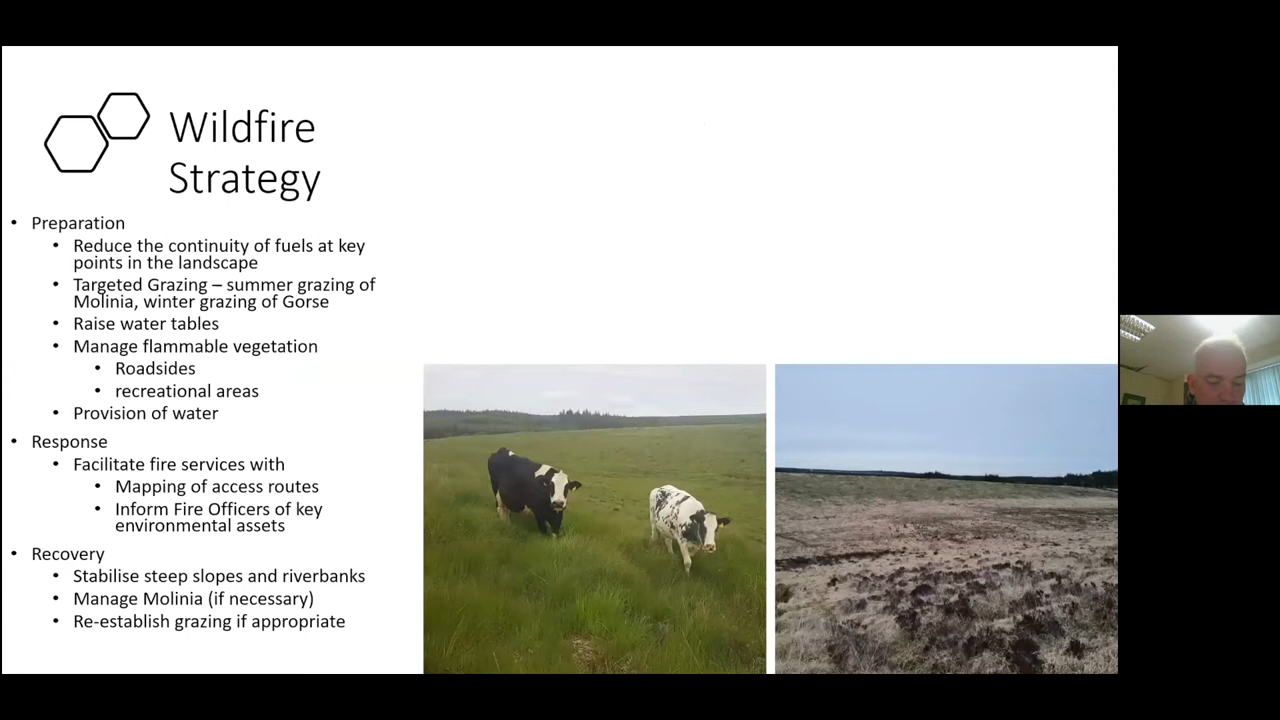 Wildfire
Strategy
• Preparation
• Reduce the continuity of fuels at key
points in the landscape
• Targeted Grazing – summer grazing of
Molinia, winter grazing of Gorse
• Raise water tables
• Manage flammable vegetation
• Roadsides
• recreational areas
• Provision of water
• Response
• Facilitate fire services with
• Mapping of access routes
• Inform Fire Officers of key
environmental assets
• Recovery
• Stabilise steep slopes and riverbanks
• Manage Molinia (if necessary)
• Re-establish grazing if appropriate